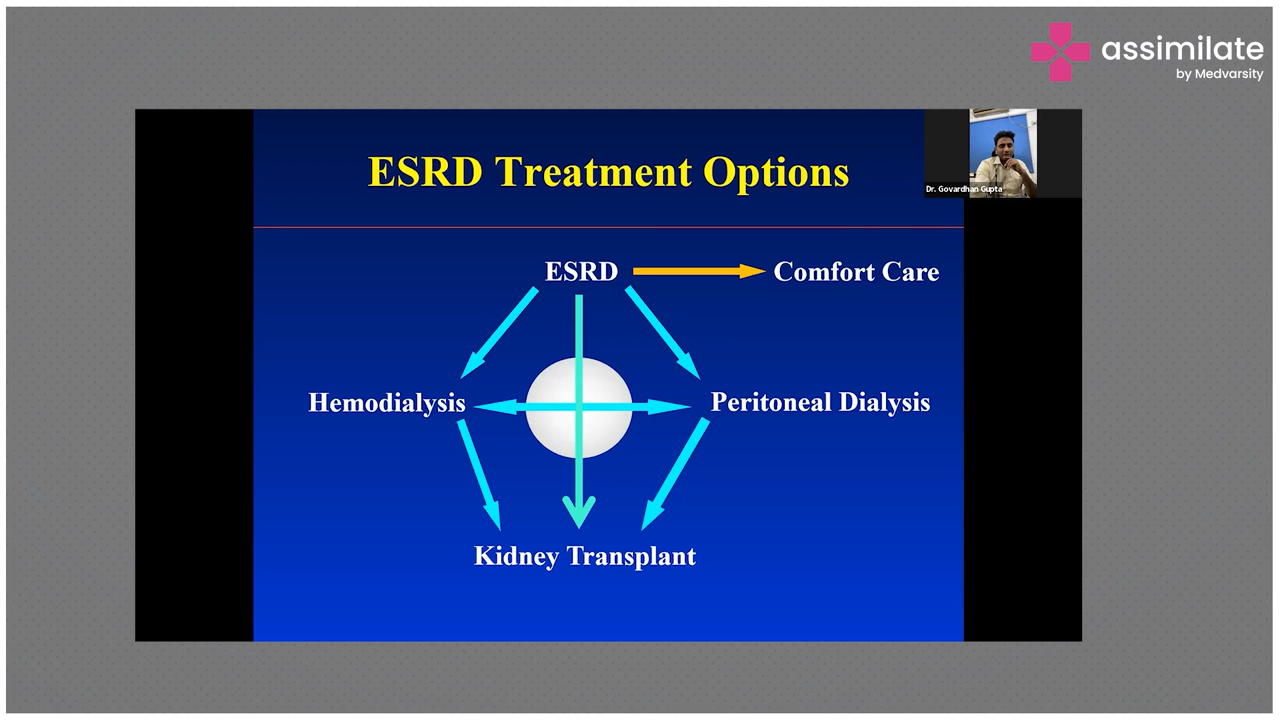 assimilate
by Medvarsity
ESRD Treatment Options
Dr. Govardhan Gupta
ESRD
Comfort Care
Hemodialysis
Peritoneal Dialysis
Kidney Transplant